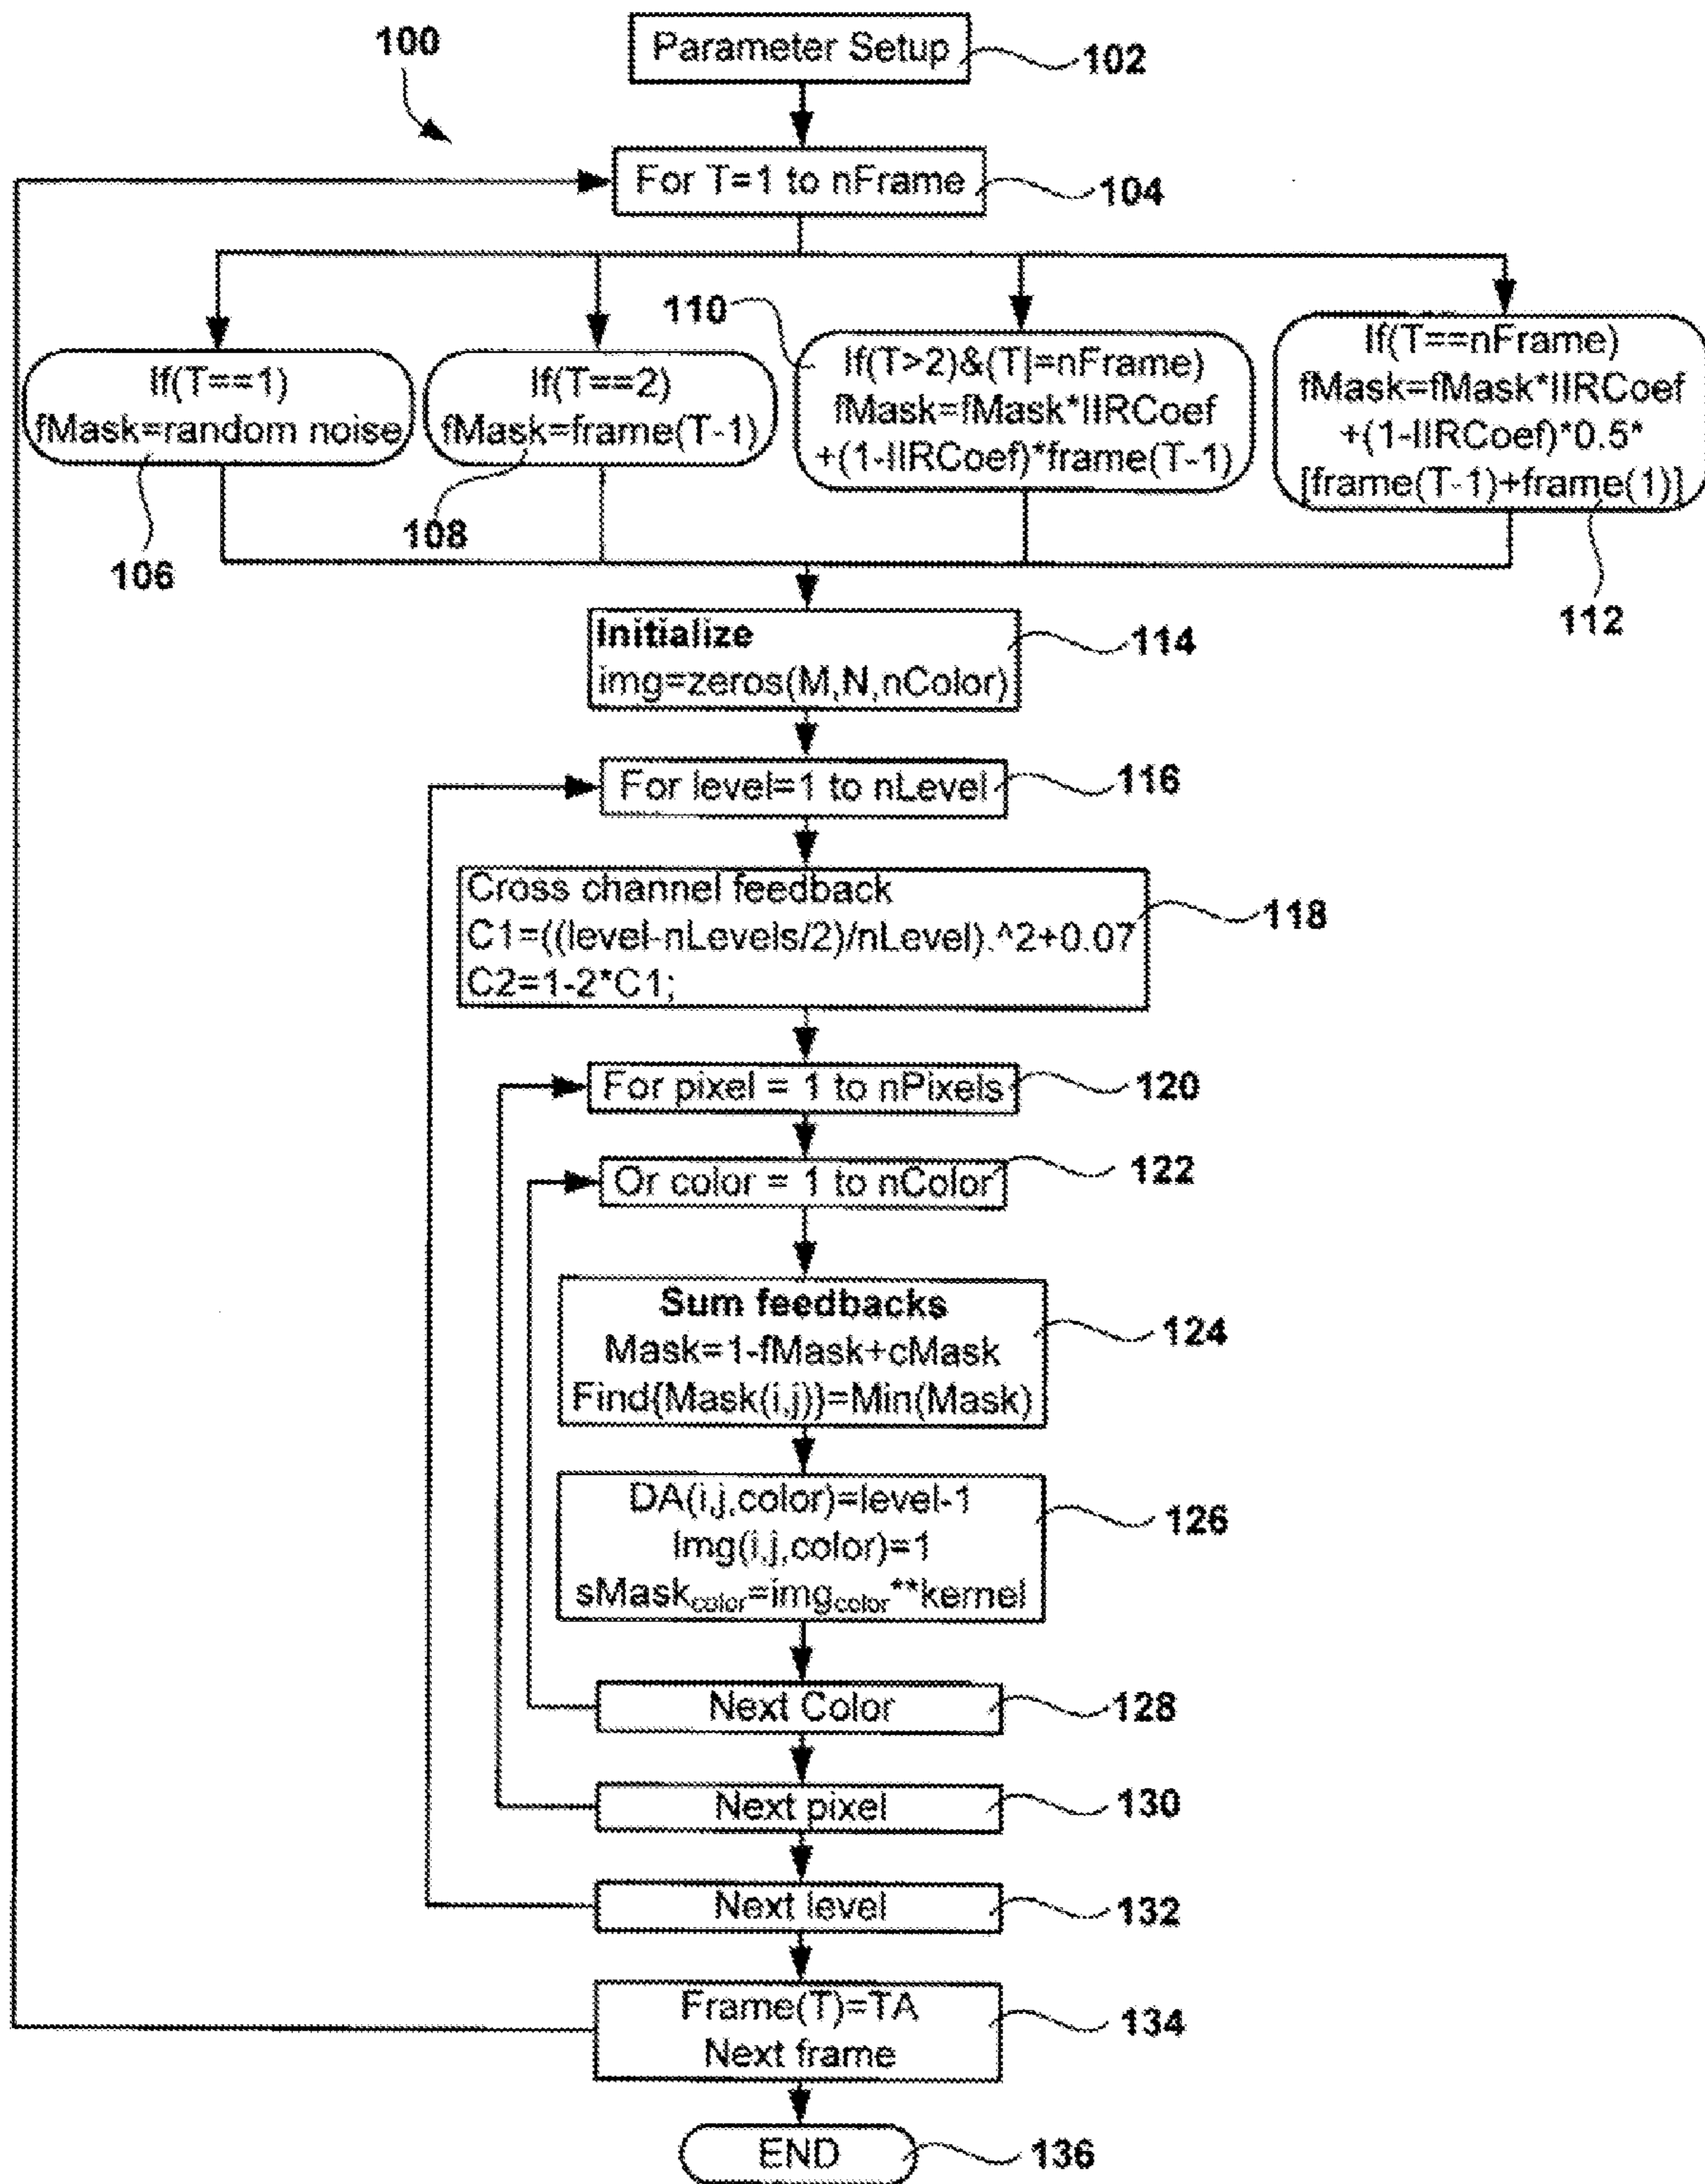 100
Parameter Setup
102
For T=1 to nFrame
104
110
If(T==1)
fMask=random noise
106
If(T==2)
fMask=frame(T-1)
108
If(T>2)&(T|=nFrame)
fMask=fMask*IIRCoef
+(1-IIRCoef)*frame(T-1)
If(T==nFrame)
fMask=fMask*IIRCoef
+(1-IIRCoef)*0.5*
[frame(T-1)+frame(1)]
112
Initialize
img=zeros(M,N,nColor)
114
For level=1 to nLevel
116
Cross channel feedback
C1=((level-nLevels/2)/nLevel).^2+0.07
C2=1-2*C1;
118
For pixel = 1 to nPixels
120
Or color = 1 to nColor
122
Sum feedbacks
Mask=1-fMask+cMask
Find{Mask(i,j)}=Min(Mask)
124
DA(i,j,color)=level-1
Img(i,j,color)=1
sMaskcolor=imgcolor**kernel
126
Next Color
128
Next pixel
130
Next level
132
Frame(T)=TA
Next frame
134
END
136